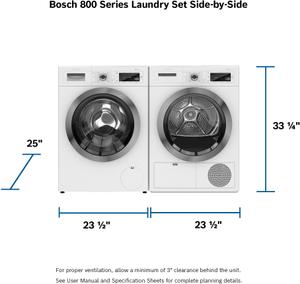 Bosch 800 Series Laundry Set Side-by-Side
25"
33 ¼"
23 ½"
23 ½"
For proper ventilation, allow a minimum of 3" clearance behind the unit.
See User Manual and Specification Sheets for complete planning details.